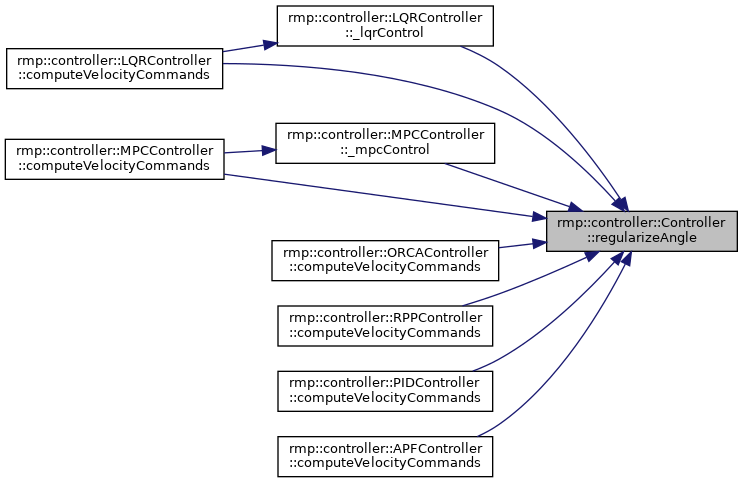 rmp::controller::LQRController
::_lqrControl
rmp::controller::LQRController
::computeVelocityCommands
rmp::controller::MPCController
::_mpcControl
rmp::controller::MPCController
::computeVelocityCommands
rmp::controller::Controller
::regularizeAngle
rmp::controller::ORCAController
::computeVelocityCommands
rmp::controller::RPPController
::computeVelocityCommands
rmp::controller::PIDController
::computeVelocityCommands
rmp::controller::APFController
::computeVelocityCommands